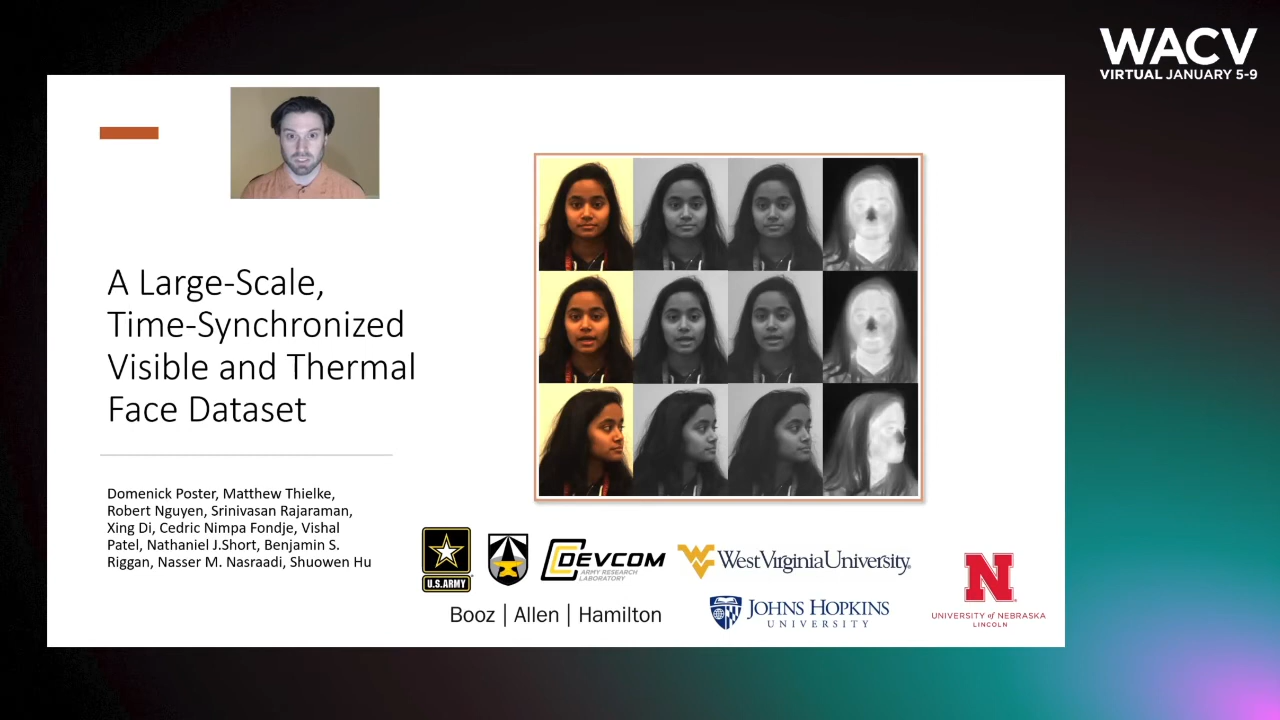 WACV
VIRTUAL JANUARY 5-9
A Large-Scale,
Time-Synchronized
Visible and Thermal
Face Dataset
Domenick Poster, Matthew Thielke,
Robert Nguyen, Srinivasan Rajaraman,
Xing Di, Cedric Nimpa Fondje, Vishal
Patel, Nathaniel J.Short, Benjamin S.
Riggan, Nasser M. Nasraadi, Shuowen Hu
U.S.ARMY
DEVCOM
ARMY RESEARCH
LABORATORY
WestVirginiaUniversity.
Booz | Allen | Hamilton
JOHNS HOPKINS
UNIVERSITY
N
UNIVERSITY of NEBRASKA
LINCOLN